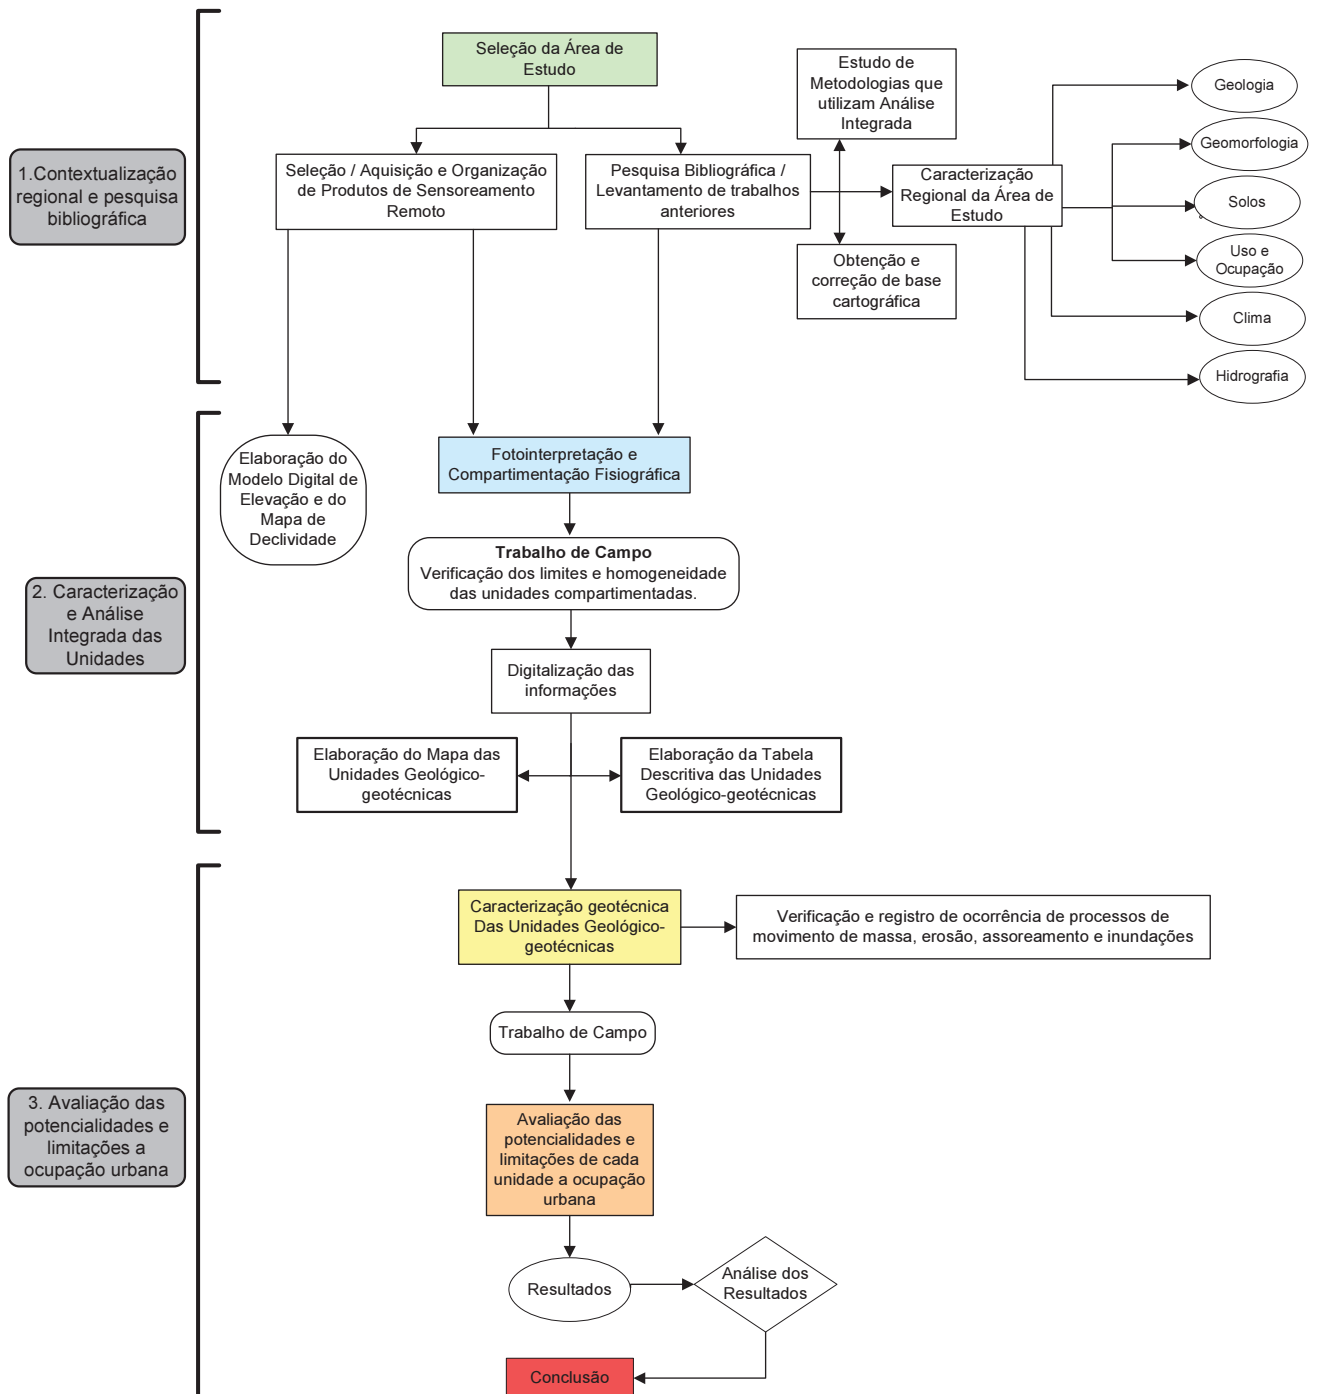 Seleção da Área de
Estudo
Estudo de
Metodologias que
utilizam Análise
Integrada
Geologia
1.Contextualização
regional e pesquisa
bibliográfica
Seleção / Aquisição e Organização
de Produtos de Sensoreamento
Remoto
Pesquisa Bibliográfica /
Levantamento de trabalhos
anteriores
Caracterização
Regional da Área de
Estudo
Geomorfologia
Solos
Uso e
Ocupação
Obtenção e
correção de base
cartográfica
Clima
Hidrografia
Elaboração do
Modelo Digital de
Elevação e do
Mapa de
Declividade
Fotointerpretação e
Compartimentação Fisiográfica
Trabalho de Campo
Verificação dos limites e homogeneidade
das unidades compartimentadas.
2. Caracterização
e Análise
Integrada das
Unidades
Digitalização das
informações
Elaboração do Mapa das
Unidades Geológico-
geotécnicas
Elaboração da Tabela
Descritiva das Unidades
Geológico-geotécnicas
Caracterização geotécnica
Das Unidades Geológico-
geotécnicas
Verificação e registro de ocorrência de processos de
movimento de massa, erosão, assoreamento e inundações
Trabalho de Campo
3. Avaliação das
potencialidades e
limitações a
ocupação urbana
Avaliação das
potencialidades e
limitações de cada
unidade a ocupação
urbana
Resultados
Análise dos
Resultados
Conclusão